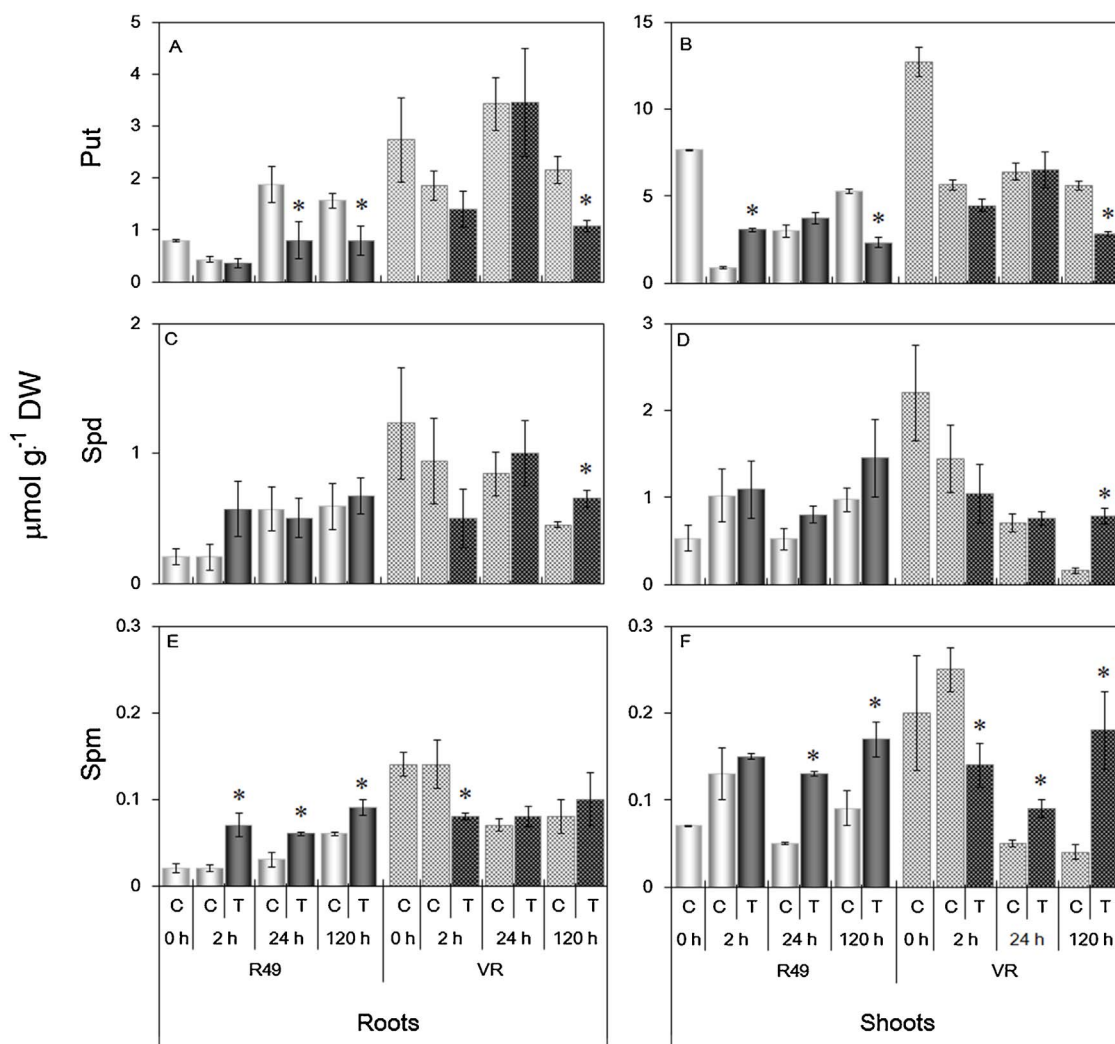 μmol g⁻¹ DW
Put
A
5
4
3
2
1
0
* * *
B
15
10
5
0
* * *
Spd
C
2
1
0
*
D
3
2
1
0
*
Spm
E
0.3
0.2
0.1
0
* * * *
F
0.3
0.2
0.1
0
* * * * *
C C T C T C T C C T C T C T
0 h 2 h 24 h 120 h 0 h 2 h 24 h 120 h
R49 VR
Roots
C C T C T C T C C T C T C T
0 h 2 h 24 h 120 h 0 h 2 h 24 h 120 h
R49 VR
Shoots